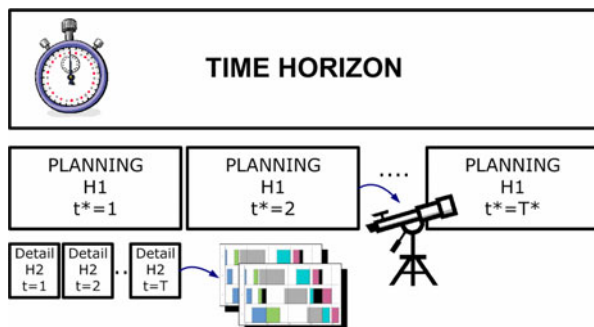 TIME HORIZON
PLANNING
H1
t*=1
PLANNING
H1
t*=2
....
PLANNING
H1
t*=T*
Detail
H2
t=1
Detail
H2
t=2
..
Detail
H2
t=T